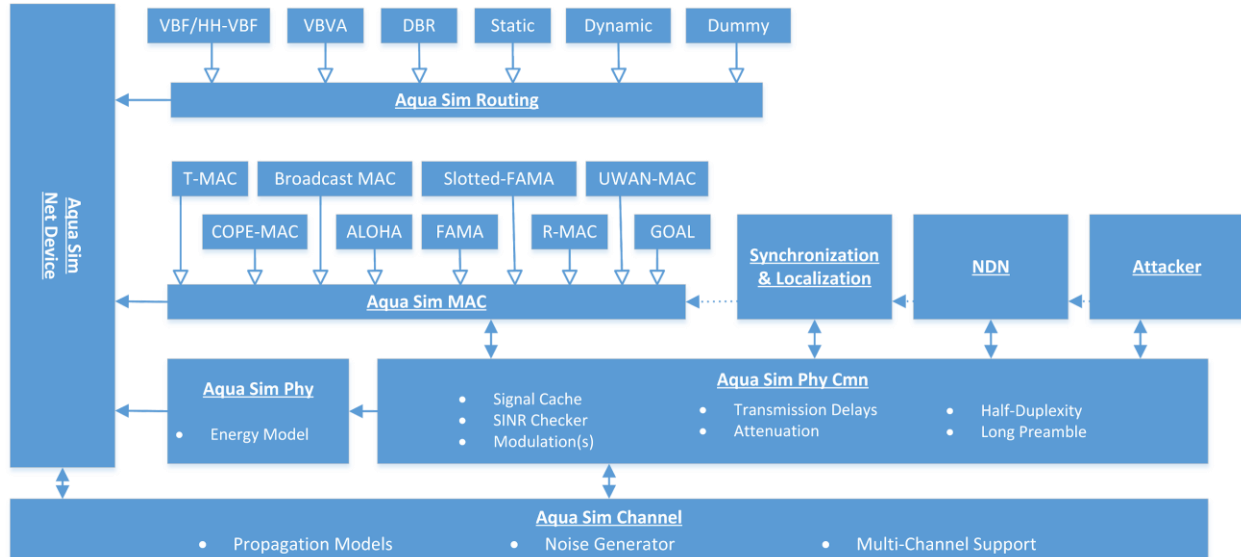 VBF/HH-VBF
VBVA
DBR
Static
Dynamic
Dummy
Aqua Sim Routing
Aqua Sim
Net Device
T-MAC
Broadcast MAC
Slotted-FAMA
UWAN-MAC
COPE-MAC
ALOHA
FAMA
R-MAC
GOAL
Aqua Sim MAC
Synchronization
& Localization
NDN
Attacker
Aqua Sim Phy
• Energy Model
Aqua Sim Phy Cmn
• Signal Cache
• SINR Checker
• Modulation(s)
• Transmission Delays
• Attenuation
• Half-Duplexity
• Long Preamble
Aqua Sim Channel
• Propagation Models
• Noise Generator
• Multi-Channel Support